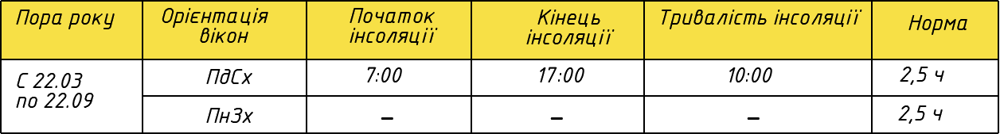 Пора року
Орієнтація
вікон
Початок
інсоляції
Кінець
інсоляції
Тривалість інсоляції
Норма
С 22.03
по 22.09
ПдСх
7:00
17:00
10:00
2,5 ч
ПнЗх
–
–
–
2,5 ч